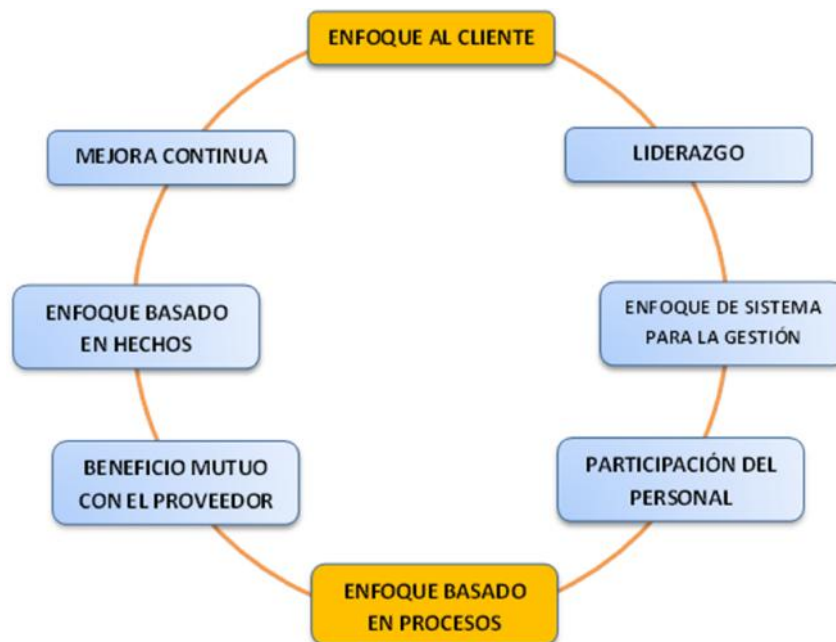 ENFOQUE AL CLIENTE
MEJORA CONTINUA
LIDERAZGO
ENFOQUE BASADO
EN HECHOS
ENFOQUE DE SISTEMA
PARA LA GESTIÓN
BENEFICIO MUTUO
CON EL PROVEEDOR
PARTICIPACIÓN DEL
PERSONAL
ENFOQUE BASADO
EN PROCESOS